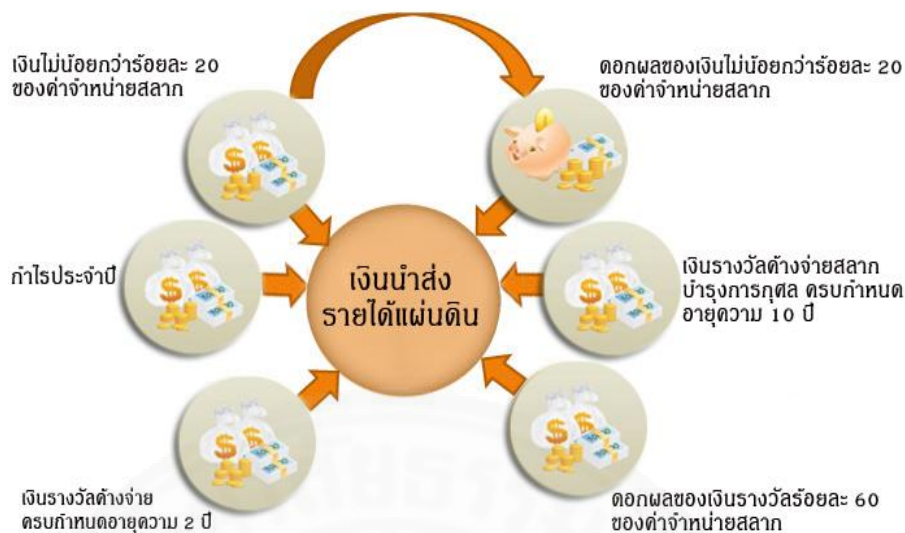 เงินไม่น้อยกว่าร้อยละ 20
ของค่าจำหน่ายสลาก
ดอกผลของเงินไม่น้อยกว่าร้อยละ 20
ของค่าจำหน่ายสลาก
กำไรประจำปี
เงินนำส่ง
รายได้แผ่นดิน
เงินรางวัลค้างจ่ายสลาก
บำรุงการกุศล ครบกำหนด
อายุความ 10 ปี
เงินรางวัลค้างจ่าย
ครบกำหนดอายุความ 2 ปี
ดอกผลของเงินรางวัลร้อยละ 60
ของค่าจำหน่ายสลาก